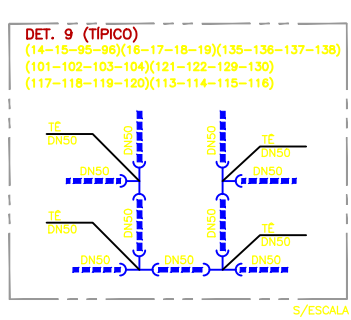 DET. 9 (TÍPICO)
(14-15-95-96)(16-17-18-19)(135-136-137-138)
(101-102-103-104)(121-122-129-130)
(117-118-119-120)(113-114-115-116)
TÊ
DN50
DN50
DN50
TÊ
DN50
DN50
DN50
TÊ
DN50
DN50
DN50
TÊ
DN50
DN50
DN50
DN50
S/ESCALA